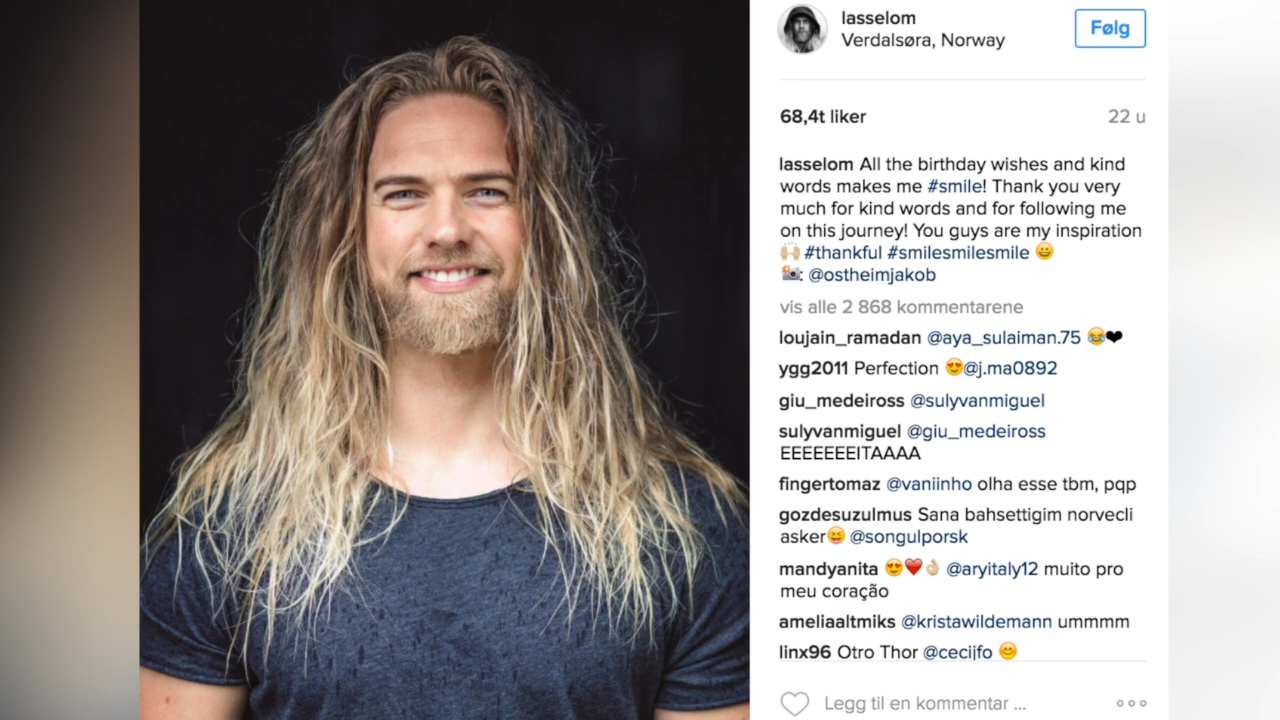 lasselom
Verdalsøra, Norway
Følg
68,4t liker
22 u
lasselom All the birthday wishes and kind
words makes me #smile! Thank you very
much for kind words and for following me
on this journey! You guys are my inspiration
🙌🏼 #thankful #smilesmilesmile 😀
📸: @ostheimjakob
vis alle 2 868 kommentarene
loujain_ramadan @aya_sulaiman.75 😂❤
ygg2011 Perfection 😍@j.ma0892
giu_medeiross @sulyvanmiguel
sulyvanmiguel @giu_medeiross
EEEEEEEITAAAA
fingertomaz @vaniinho olha esse tbm, pqp
gozdesuzulmus Sana bahsettigim norvecli
asker😝 @songulporsk
mandyanita 😍❤️👌🏼 @aryitaly12 muito pro
meu coração
ameliaaltmiks @kristawildemann ummmm
linx96 Otro Thor @cecijfo 😊
Legg til en kommentar ...